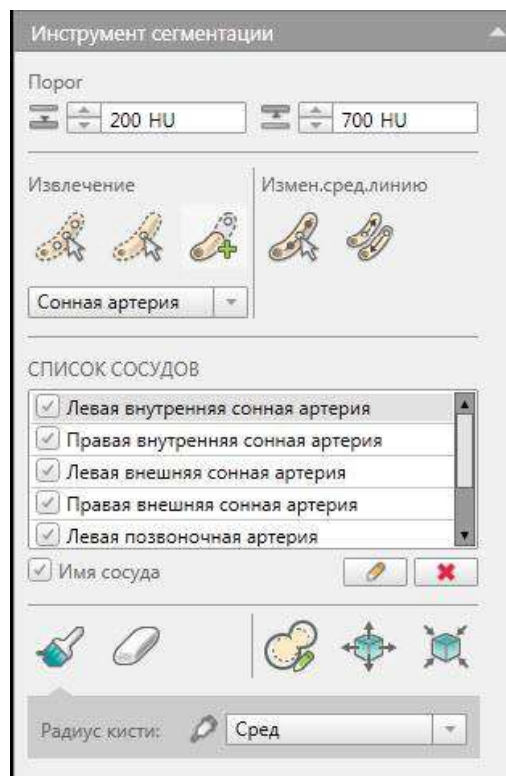 Инструмент сегментации
Порог
200 HU
700 HU
Извлечение
Измен.сред.линию
Сонная артерия
СПИСОК СОСУДОВ
Левая внутренняя сонная артерия
Правая внутренняя сонная артерия
Левая внешняя сонная артерия
Правая внешняя сонная артерия
Левая позвоночная артерия
Имя сосуда
Радиус кисти:
Сред